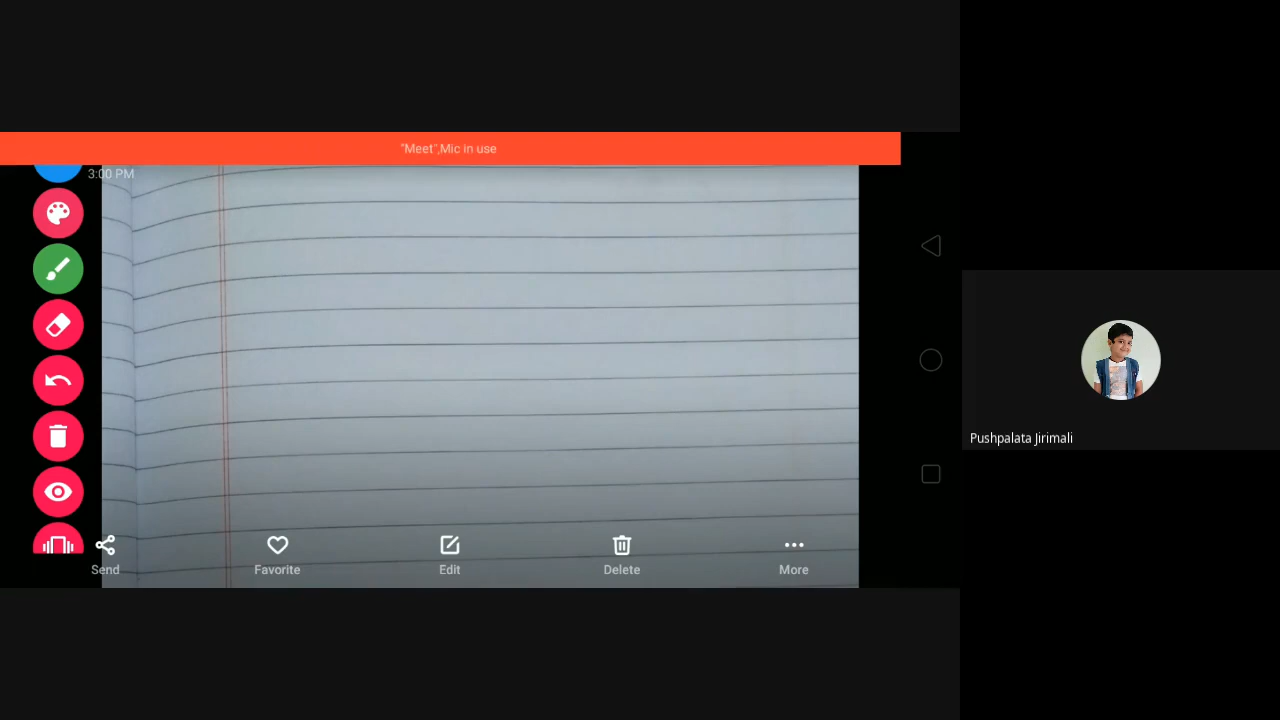 "Meet",Mic in use
3:00 PM
Send
Favorite
Edit
Delete
More
Pushpalata Jirimali